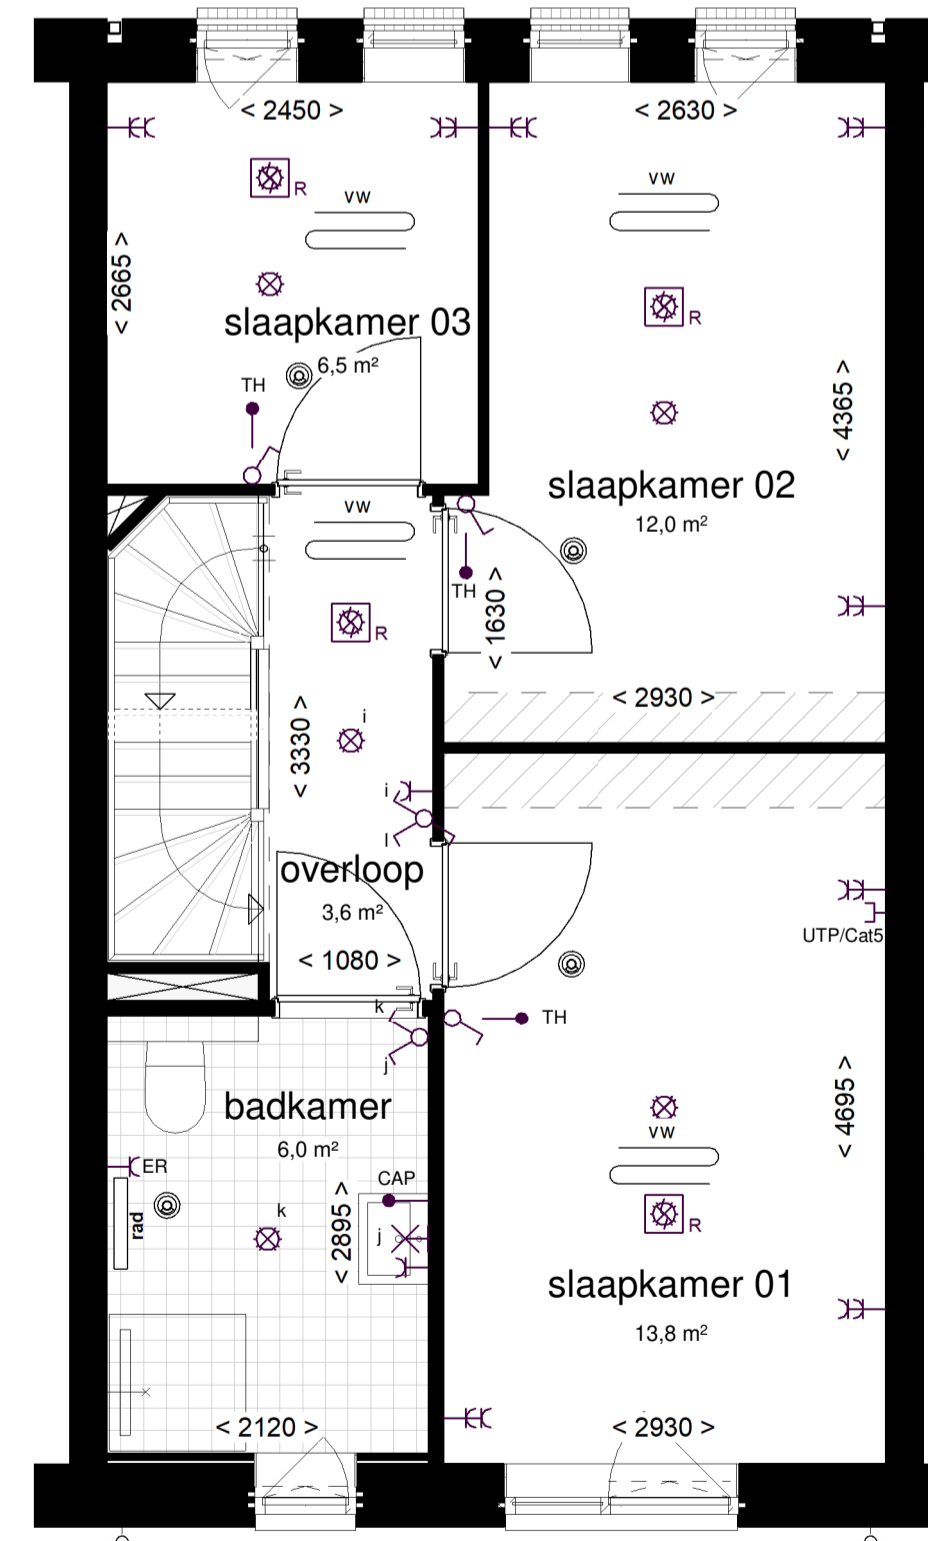 < 2450 >
< 2630 >
R
vw
vw
< 2665 >
R
slaapkamer 03
6,5 m²
TH
< 4365 >
slaapkamer 02
12,0 m²
vw
TH
< 1630 >
R
< 2930 >
i
< 3330 >
i
l
overloop
3,6 m²
< 1080 >
UTP/Cat5
k
TH
j
badkamer
6,0 m²
< 4695 >
vw
ER
CAP
rad
k
< 2895 >
j
R
slaapkamer 01
13,8 m²
< 2120 >
< 2930 >